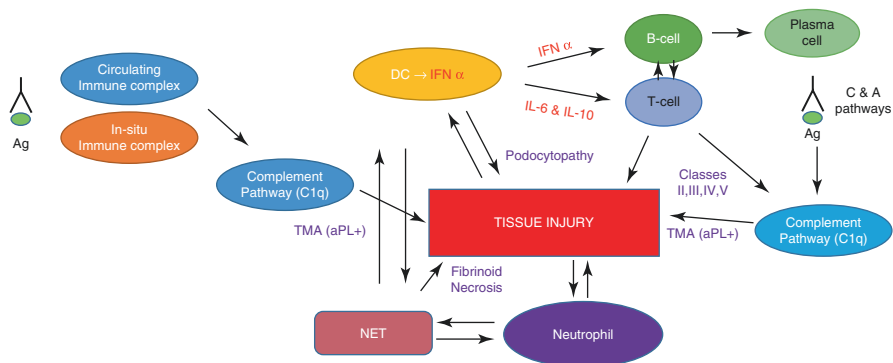 Circulating
Immune complex
In-situ
Immune complex
Ag
Complement
Pathway (C1q)
TMA (aPL+)
DC → IFN α
IFN α
IL-6 & IL-10
B-cell
T-cell
Plasma
cell
C & A
pathways
Ag
Podocytopathy
Classes
II,III,IV,V
TISSUE INJURY
TMA (aPL+)
Complement
Pathway (C1q)
Fibrinoid
Necrosis
NET
Neutrophil